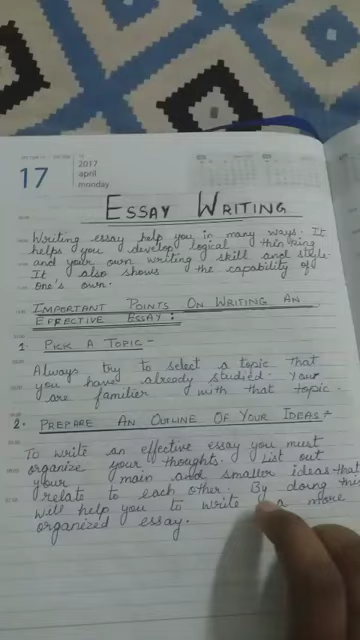 17
2017
april
monday
ESSAY WRITING
Writing essay help you in many ways. It
helps you develop logical thinking
and your own writing skill and style.
It also shows the capability of
one's own.
IMPORTANT POINTS ON WRITING AN
EFFECTIVE ESSAY:
1. PICK A TOPIC -
Always try to select a topic that
you have already studied. Your
are familier with that topic.
2. PREPARE AN OUTLINE OF YOUR IDEAS:-
To write an effective essay you must
organize your thoughts. List out
your main and smaller ideas that
relate to each other. By doing this
will help you to write a more
organized essay.